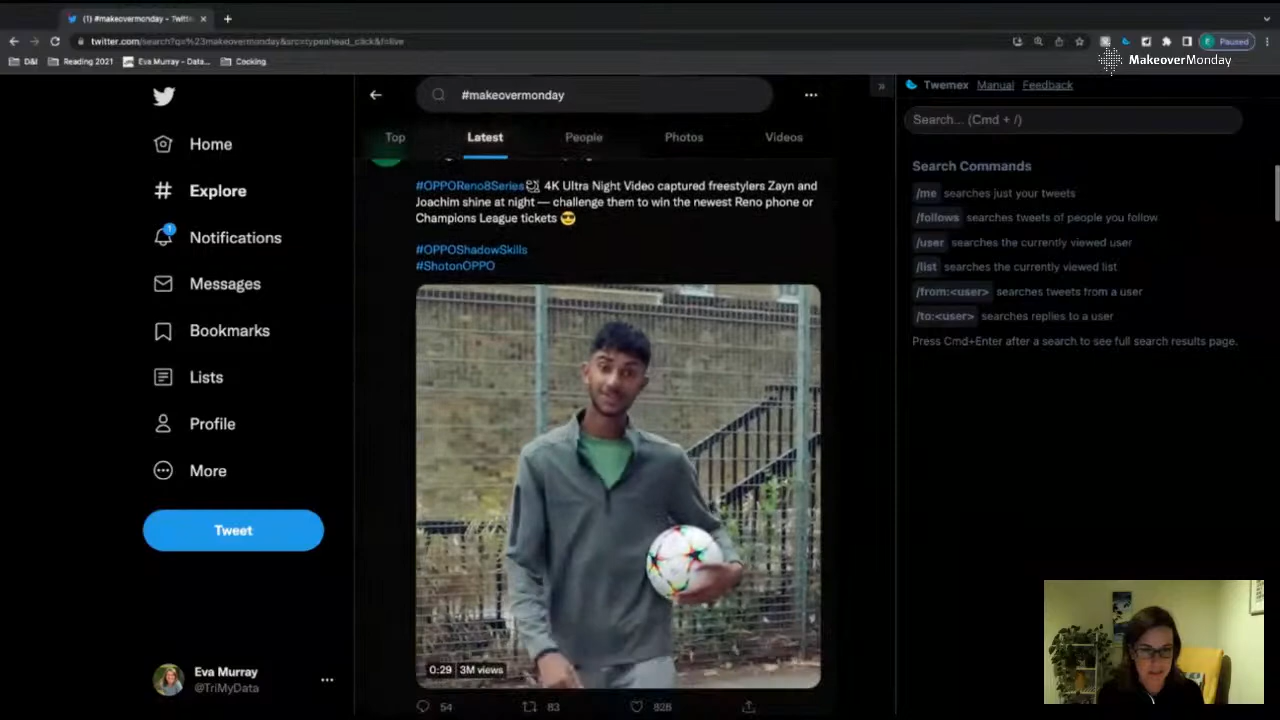 (1) #makeovermonday - Twitt
twitter.com/search?q=%23makeovermonday&src=typeahead_click&f=live
Paused
D&I
Reading 2021
Eva Murray - Data...
Cooking
MakeoverMonday
Home
Explore
1
Notifications
Messages
Bookmarks
Lists
Profile
More
Tweet
Eva Murray
@TriMyData
#makeovermonday
Top
Latest
People
Photos
Videos
#OPPOReno8Series 4K Ultra Night Video captured freestylers Zayn and
Joachim shine at night — challenge them to win the newest Reno phone or
Champions League tickets 😎
#OPPOShadowSkills
#ShotonOPPO
0:29 3M views
54
83
828
Twemex Manual Feedback
Search... (Cmd + /)
Search Commands
/me searches just your tweets
/follows searches tweets of people you follow
/user searches the currently viewed user
/list searches the currently viewed list
/from:<user> searches tweets from a user
/to:<user> searches replies to a user
Press Cmd+Enter after a search to see full search results page.